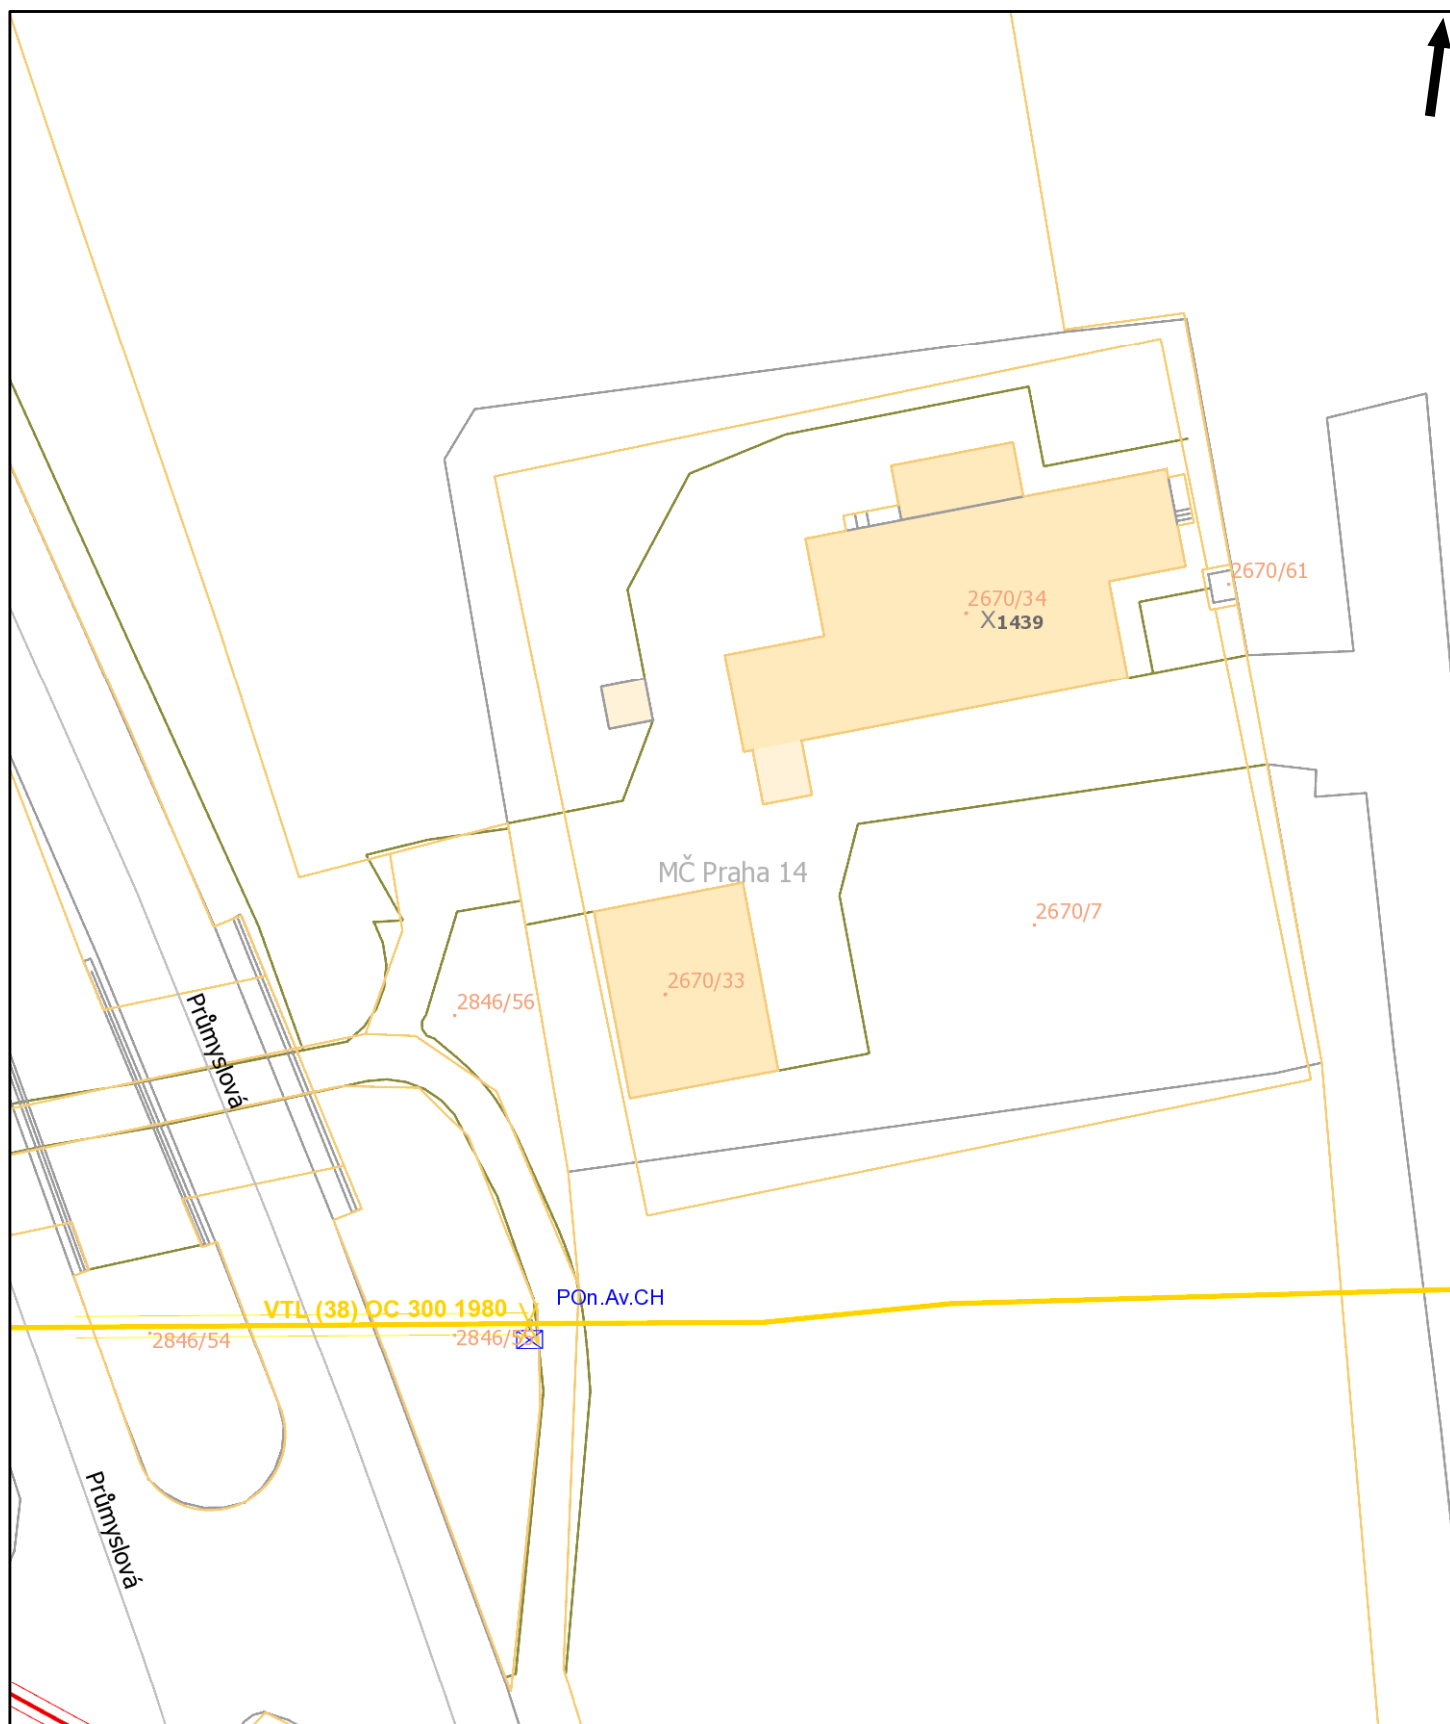 2670/61
2670/34
X1439
MČ Praha 14
2670/7
2670/33
2846/56
Průmyslová
POn.Av.CH
VTL (38) OC 300 1980
2846/54
Průmyslová